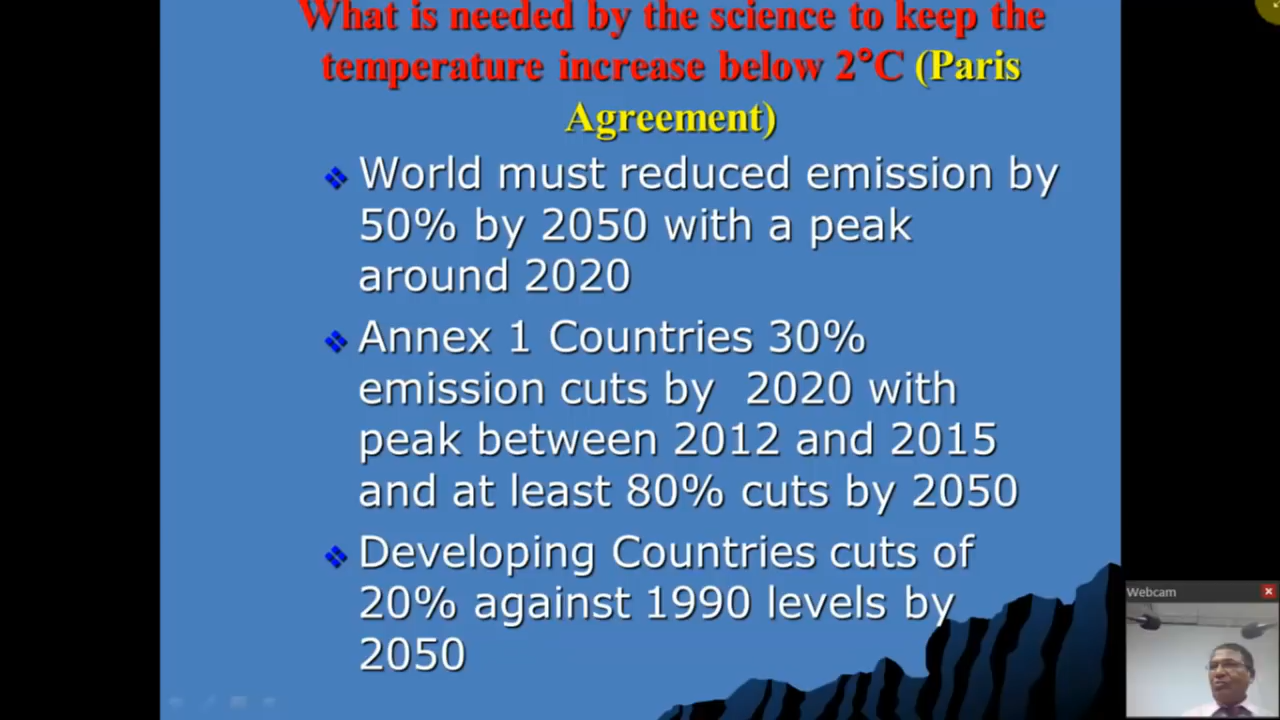 What is needed by the science to keep the
temperature increase below 2°C (Paris
Agreement)
World must reduced emission by
50% by 2050 with a peak
around 2020
Annex 1 Countries 30%
emission cuts by 2020 with
peak between 2012 and 2015
and at least 80% cuts by 2050
Developing Countries cuts of
20% against 1990 levels by
2050
Webcam